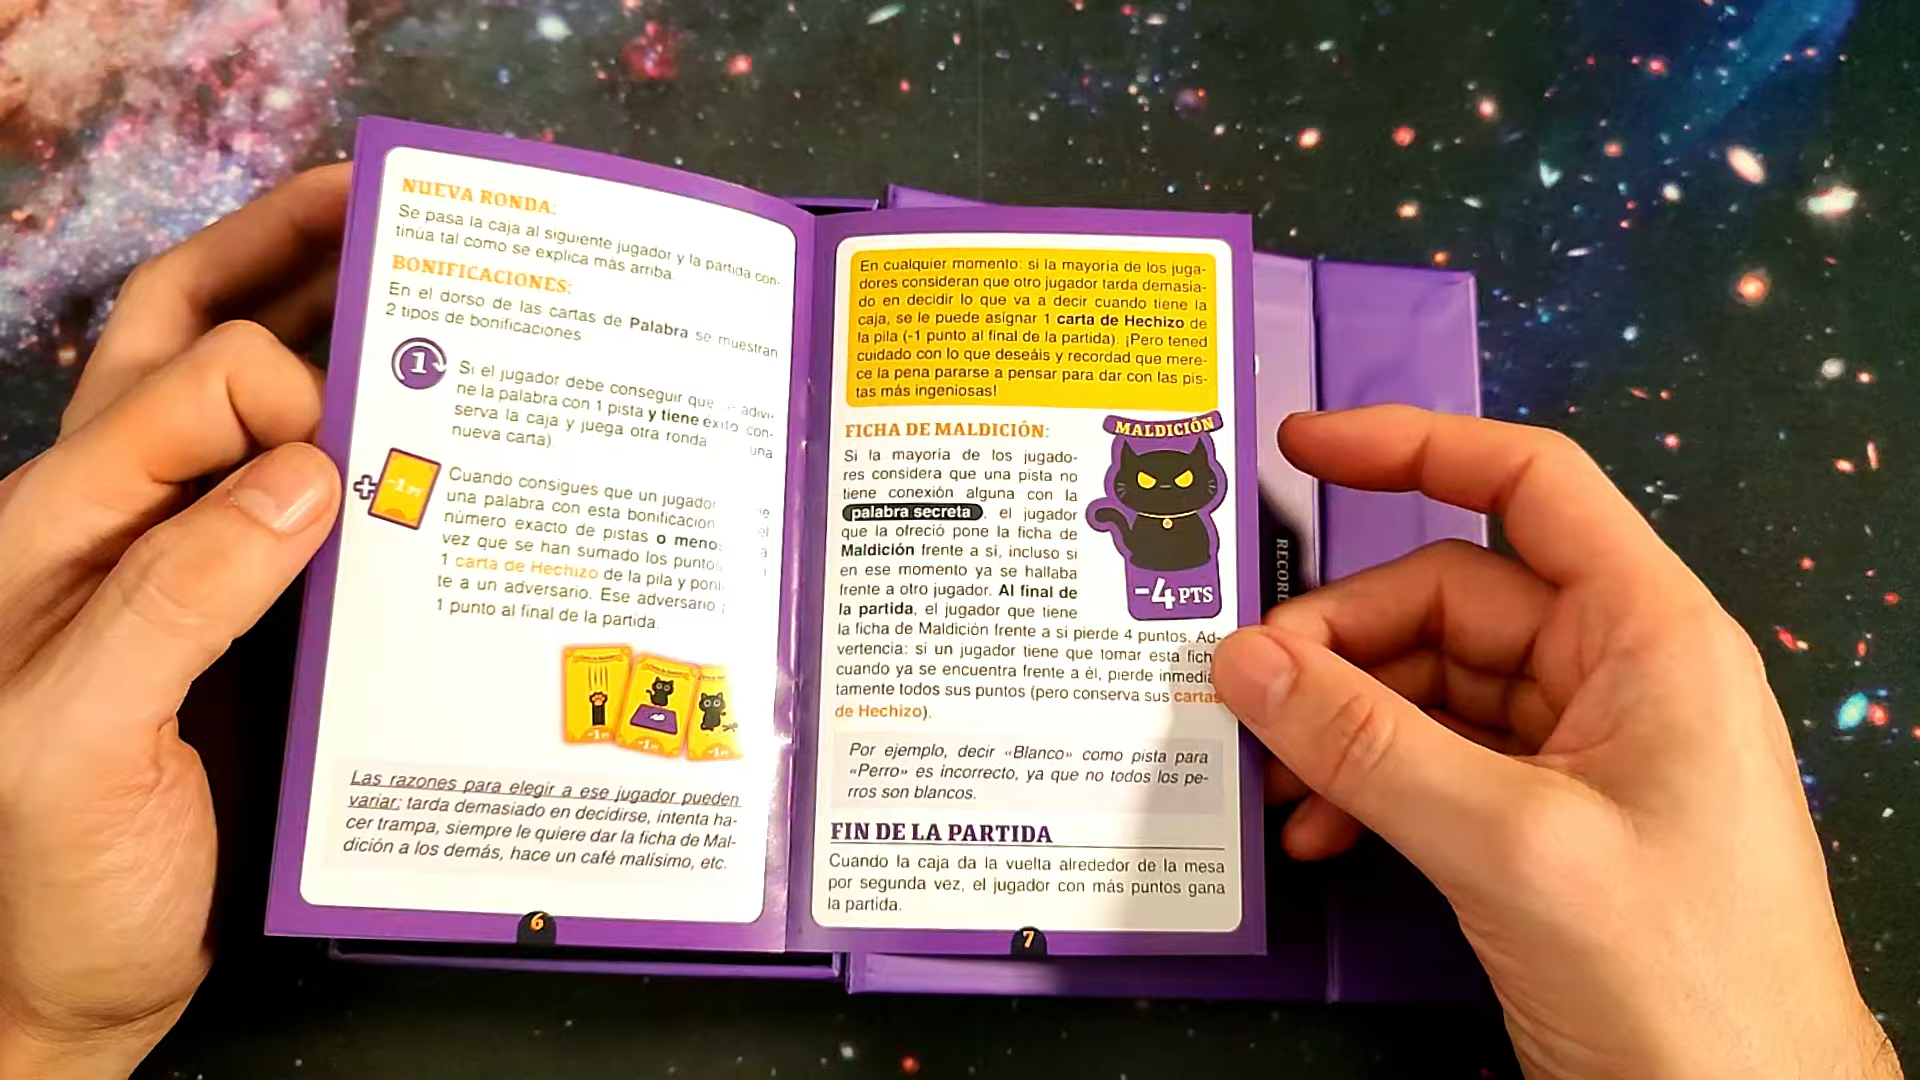 NUEVA RONDA:
Se pasa la caja al siguiente jugador y la partida con-
tinúa tal como se explica más arriba.
BONIFICACIONES:
En el dorso de las cartas de Palabra se muestran
2 tipos de bonificaciones
1
Si el jugador debe conseguir que adivi-
ne la palabra con 1 pista y tiene éxito con-
serva la caja y juega otra ronda una
nueva carta).
+
-1 PT
Cuando consigues que un jugador
una palabra con esta bonificación
número exacto de pistas o menos
vez que se han sumado los puntos
1 carta de Hechizo de la pila y
te a un adversario. Ese adversario
1 punto al final de la partida.
-1 PT
-1 PT
-1 PT
Las razones para elegir a ese jugador pueden
variar: tarda demasiado en decidirse, intenta ha-
cer trampa, siempre le quiere dar la ficha de Mal-
dición a los demás, hace un café malísimo, etc.
6
En cualquier momento: si la mayoría de los juga-
dores consideran que otro jugador tarda demasia-
do en decidir lo que va a decir cuando tiene la
caja, se le puede asignar 1 carta de Hechizo de
la pila (-1 punto al final de la partida). ¡Pero tened
cuidado con lo que deseáis y recordad que mere-
ce la pena pararse a pensar para dar con las pis-
tas más ingeniosas!
FICHA DE MALDICIÓN:
Si la mayoría de los jugado-
res considera que una pista no
tiene conexión alguna con la
palabra secreta, el jugador
que la ofreció pone la ficha de
Maldición frente a sí, incluso si
en ese momento ya se hallaba
frente a otro jugador. Al final de
la partida, el jugador que tiene
la ficha de Maldición frente a sí pierde 4 puntos. Ad-
vertencia: si un jugador tiene que tomar esta fich
cuando ya se encuentra frente a él, pierde inmedia
tamente todos sus puntos (pero conserva sus cartas
de Hechizo).
MALDICIÓN
-4 PTS
Por ejemplo, decir «Blanco» como pista para
«Perro» es incorrecto, ya que no todos los pe-
rros son blancos.
FIN DE LA PARTIDA
Cuando la caja da la vuelta alrededor de la mesa
por segunda vez, el jugador con más puntos gana
la partida.
7
RECOR